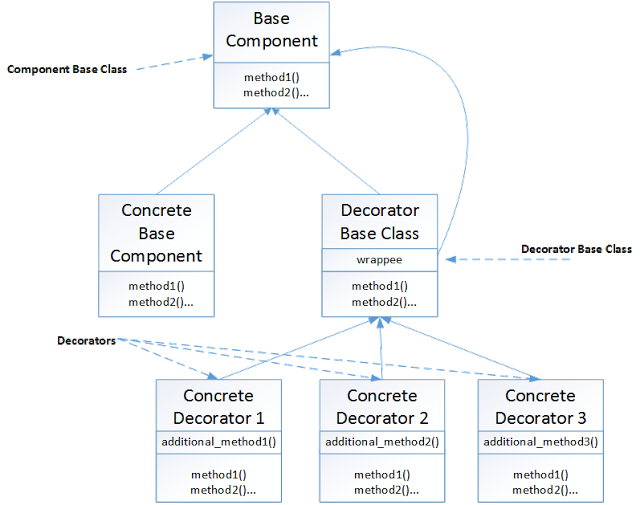 Base
Component
method1()
method2()...
Component Base Class
Concrete
Base
Component
method1()
method2()...
Decorator
Base Class
wrappee
method1()
method2()...
Decorator Base Class
Decorators
Concrete
Decorator 1
additional_method1()
method1()
method2()...
Concrete
Decorator 2
additional_method2()
method1()
method2()...
Concrete
Decorator 3
additional_method3()
method1()
method2()...